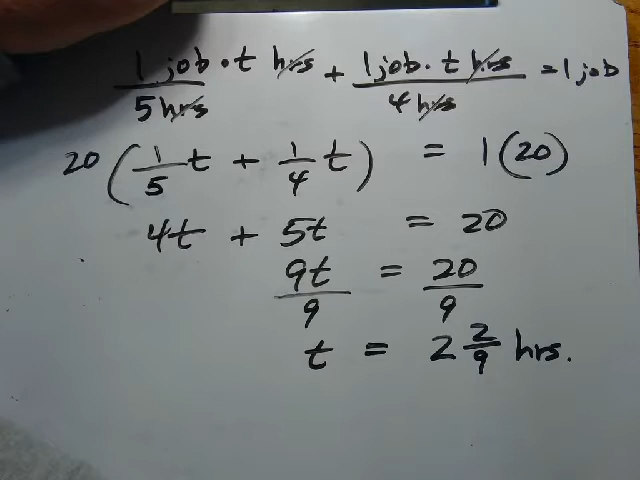 1 job · t hrs / 5 hrs + 1 job · t hrs / 4 hrs = 1 job
20 (1/5 t + 1/4 t) = 1 (20)
4t + 5t = 20
9t / 9 = 20 / 9
t = 2 2/9 hrs.